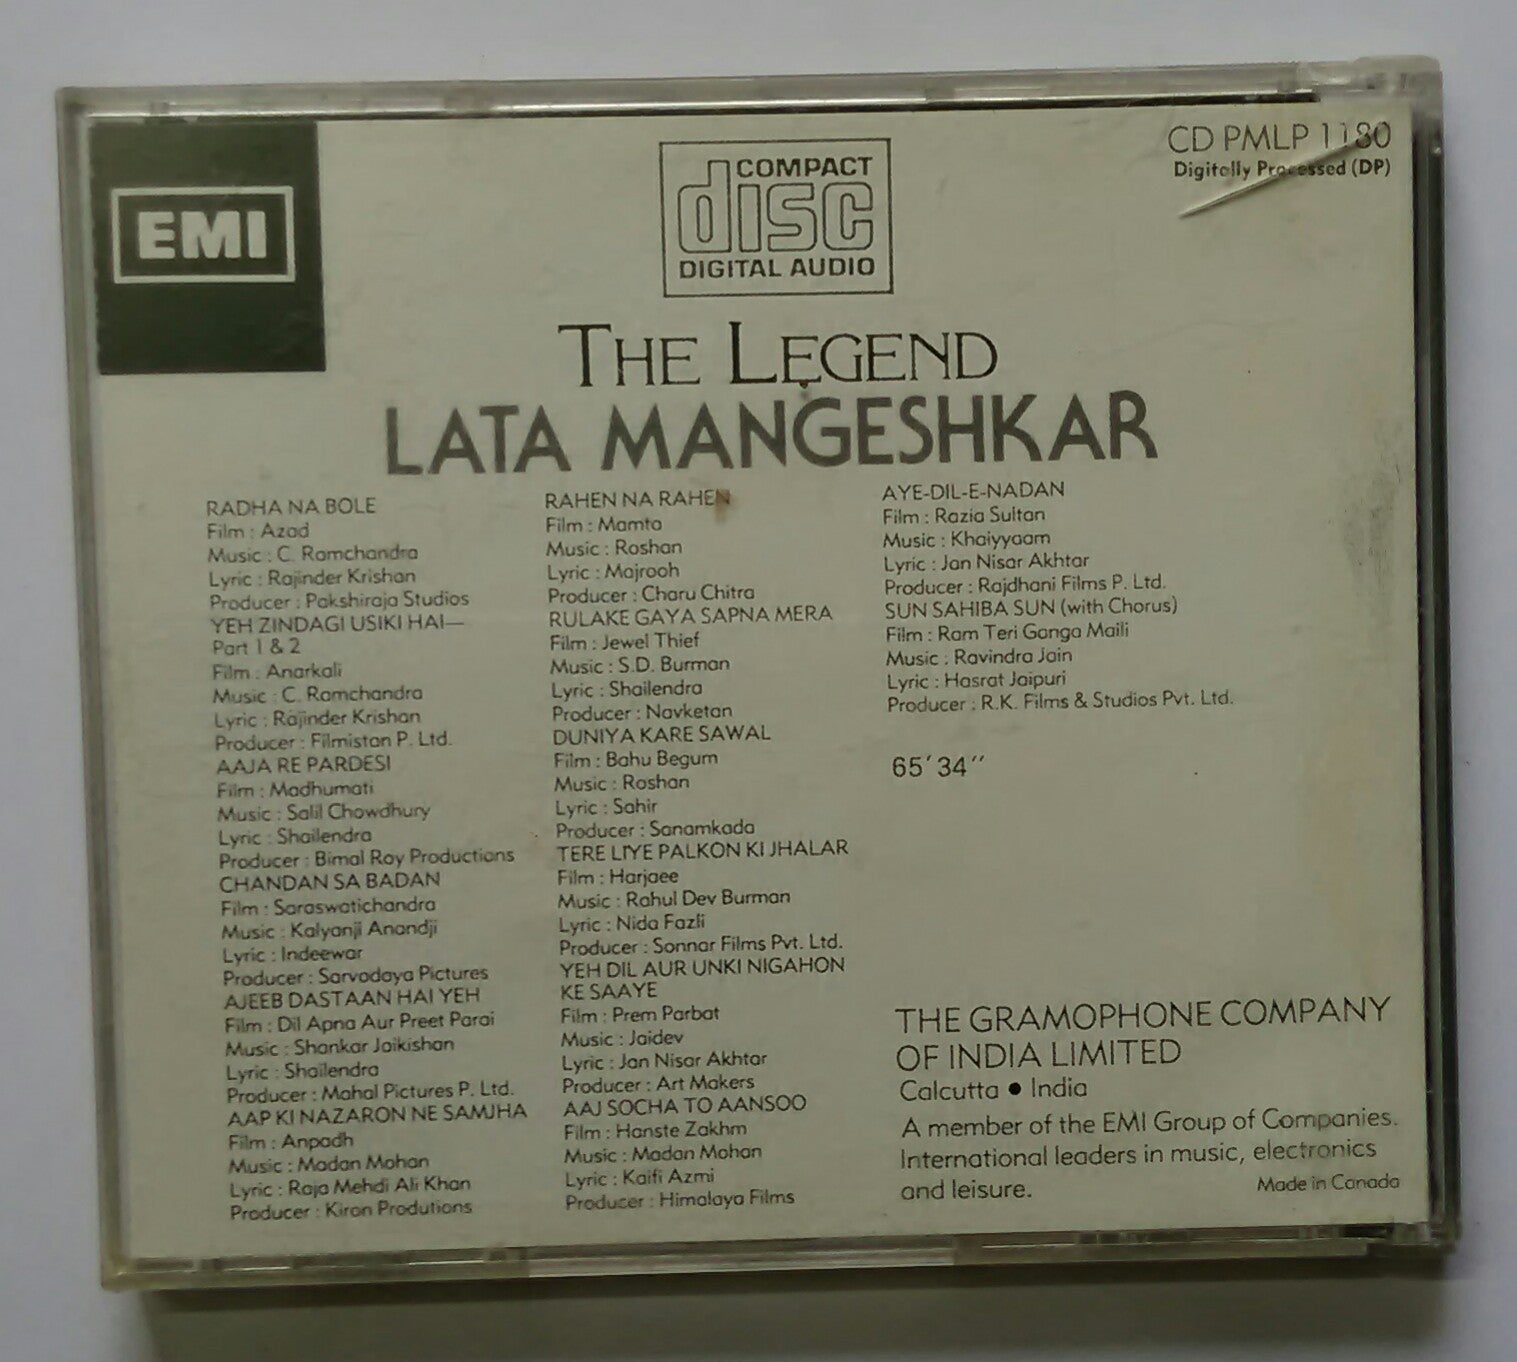 EMI
COMPACT
disc
DIGITAL AUDIO
CD PMLP 1180
Digitally Processed (DP)
THE LEGEND
LATA MANGESHKAR
RADHA NA BOLE
Film : Azad
Music : C. Ramchandra
Lyric : Rajinder Krishan
Producer : Pakshiraja Studios
YEH ZINDAGI USIKI HAI—
Part 1 & 2
Film : Anarkali
Music : C. Ramchandra
Lyric : Rajinder Krishan
Producer : Filmistan P. Ltd.
AAJA RE PARDESI
Film : Madhumati
Music : Salil Chowdhury
Lyric : Shailendra
Producer : Bimal Roy Productions
CHANDAN SA BADAN
Film : Saraswatichandra
Music : Kalyanji Anandji
Lyric : Indeewar
Producer : Sarvodaya Pictures
AJEEB DASTAAN HAI YEH
Film : Dil Apna Aur Preet Parai
Music : Shankar Jaikishan
Lyric : Shailendra
Producer : Mahal Pictures P. Ltd.
AAP KI NAZARON NE SAMJHA
Film : Anpadh
Music : Madan Mohan
Lyric : Raja Mehdi Ali Khan
Producer : Kiron Produtions
RAHEN NA RAHEN
Film : Mamta
Music : Roshan
Lyric : Majrooh
Producer : Charu Chitra
RULAKE GAYA SAPNA MERA
Film : Jewel Thief
Music : S.D. Burman
Lyric : Shailendra
Producer : Navketan
DUNIYA KARE SAWAL
Film : Bahu Begum
Music : Roshan
Lyric : Sahir
Producer : Sanamkada
TERE LIYE PALKON KI JHALAR
Film : Harjaee
Music : Rahul Dev Burman
Lyric : Nida Fazli
Producer : Sonnar Films Pvt. Ltd.
YEH DIL AUR UNKI NIGAHON
KE SAAYE
Film : Prem Parbat
Music : Jaidev
Lyric : Jan Nisar Akhtar
Producer : Art Makers
AAJ SOCHA TO AANSOO
Film : Hanste Zakhm
Music : Madan Mohan
Lyric : Kaifi Azmi
Producer : Himalaya Films
AYE-DIL-E-NADAN
Film : Razia Sultan
Music : Khaiyyaam
Lyric : Jan Nisar Akhtar
Producer : Rajdhani Films P. Ltd.
SUN SAHIBA SUN (with Chorus)
Film : Ram Teri Ganga Maili
Music : Ravindra Jain
Lyric : Hasrat Jaipuri
Producer : R.K. Films & Studios Pvt. Ltd.
65' 34''
THE GRAMOPHONE COMPANY
OF INDIA LIMITED
Calcutta ● India
A member of the EMI Group of Companies.
International leaders in music, electronics
and leisure.
Made in Canada